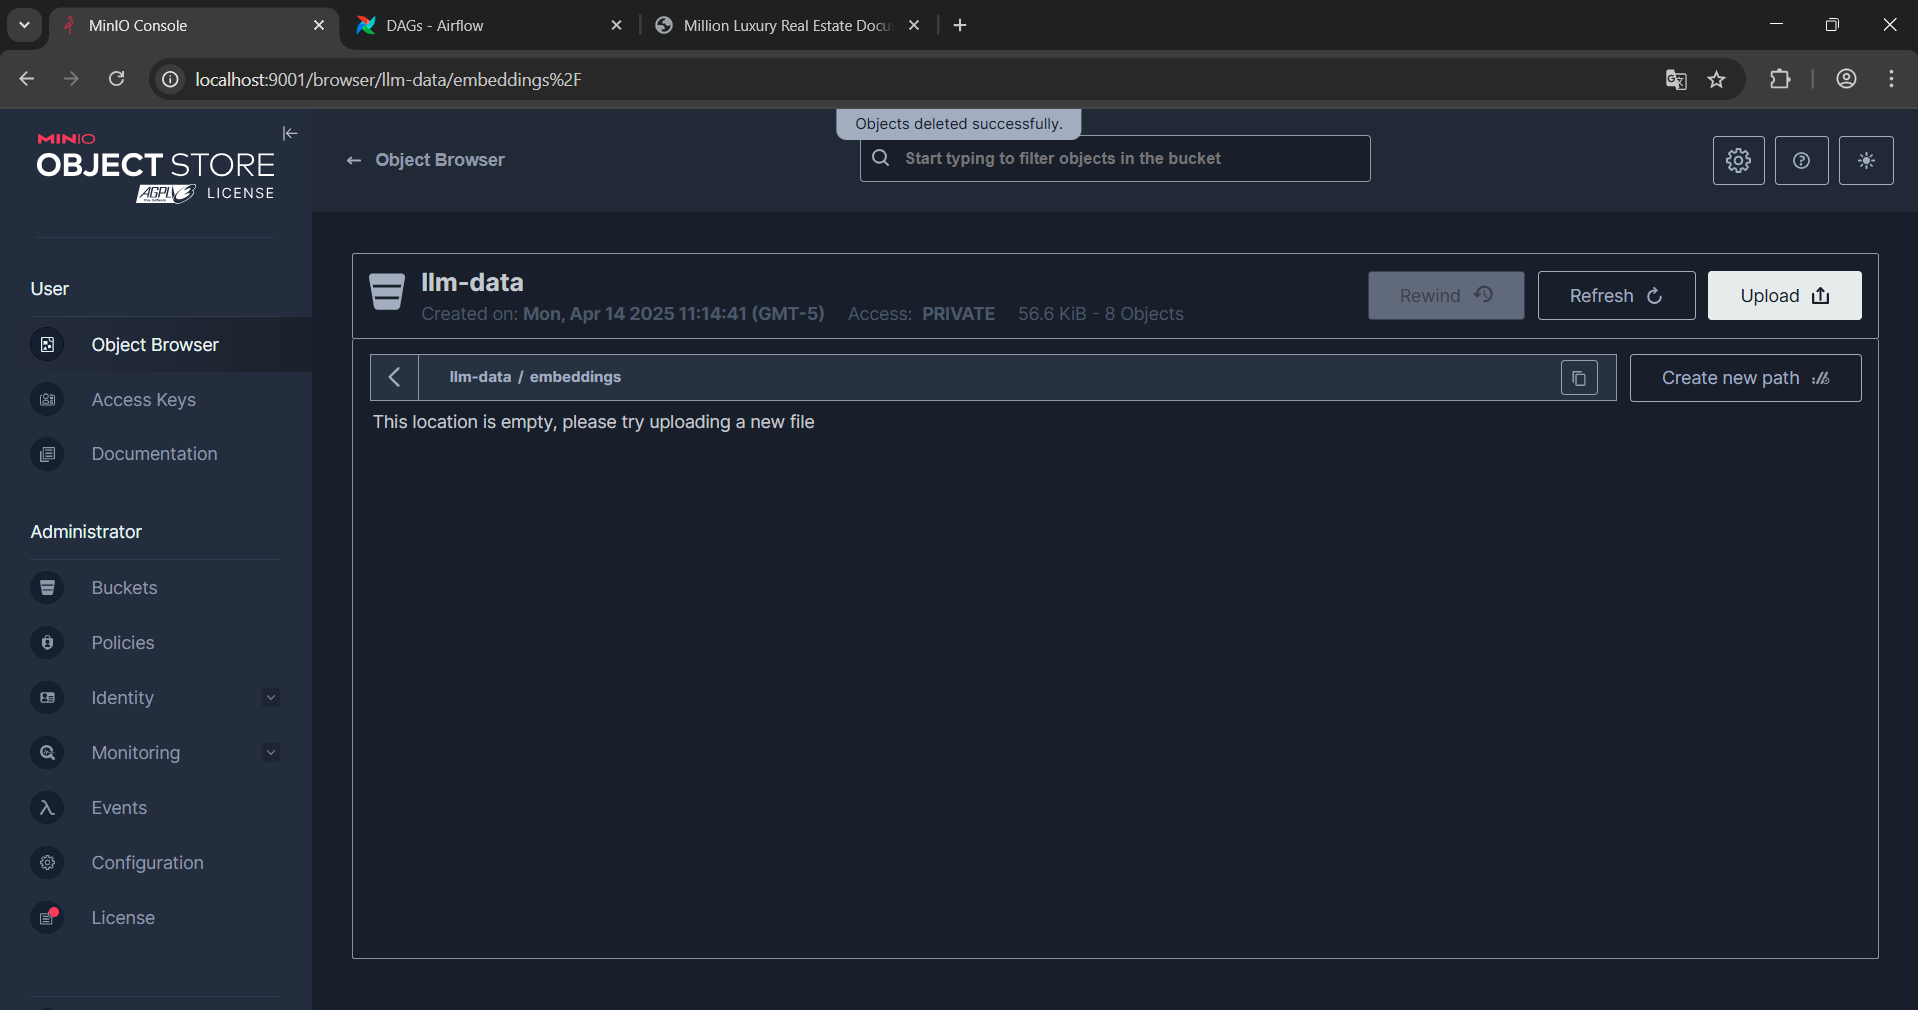 MinIO Console
DAGs - Airflow
Million Luxury Real Estate Docu
localhost:9001/browser/llm-data/embeddings%2F
Objects deleted successfully.
MINIO
OBJECT STORE
AGPL LICENSE
Object Browser
Start typing to filter objects in the bucket
User
Object Browser
Access Keys
Documentation
Administrator
Buckets
Policies
Identity
Monitoring
Events
Configuration
License
llm-data
Created on: Mon, Apr 14 2025 11:14:41 (GMT-5) Access: PRIVATE 56.6 KiB - 8 Objects
Rewind
Refresh
Upload
llm-data / embeddings
Create new path
This location is empty, please try uploading a new file